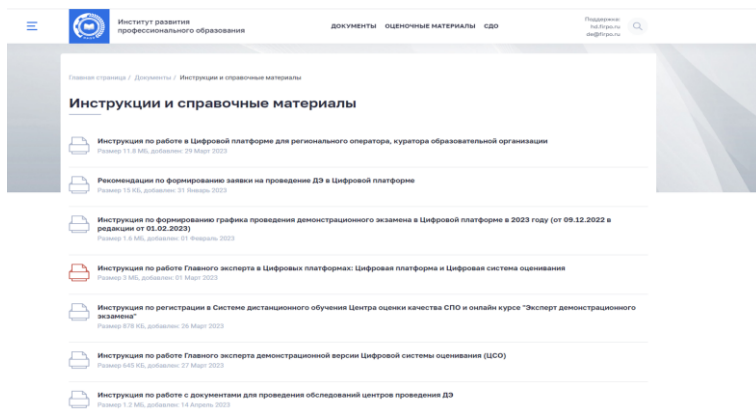 Институт развития
профессионального образования
ДОКУМЕНТЫ ОЦЕНОЧНЫЕ МАТЕРИАЛЫ СДО
Поддержка:
hd.firpo.ru
de@firpo.ru
Главная страница / Документы / Инструкции и справочные материалы
Инструкции и справочные материалы
Инструкция по работе в Цифровой платформе для регионального оператора, куратора образовательной организации
Размер 11.8 МБ, добавлен: 29 Март 2023
Рекомендации по формированию заявки на проведение ДЭ в Цифровой платформе
Размер 15 КБ, добавлен: 31 Январь 2023
Инструкция по формированию графика проведения демонстрационного экзамена в Цифровой платформе в 2023 году (от 09.12.2022 в
редакции от 01.02.2023)
Размер 1.6 МБ, добавлен: 01 Февраль 2023
Инструкция по работе Главного эксперта в Цифровых платформах: Цифровая платформа и Цифровая система оценивания
Размер 3 МБ, добавлен: 01 Март 2023
Инструкция по регистрации в Системе дистанционного обучения Центра оценки качества СПО и онлайн курсе "Эксперт демонстрационного
экзамена"
Размер 878 КБ, добавлен: 26 Март 2023
Инструкция по работе Главного эксперта демонстрационной версии Цифровой системы оценивания (ЦСО)
Размер 645 КБ, добавлен: 27 Март 2023
Инструкция по работе с документами для проведения обследований центров проведения ДЭ
Размер 1.2 МБ, добавлен: 14 Апрель 2023